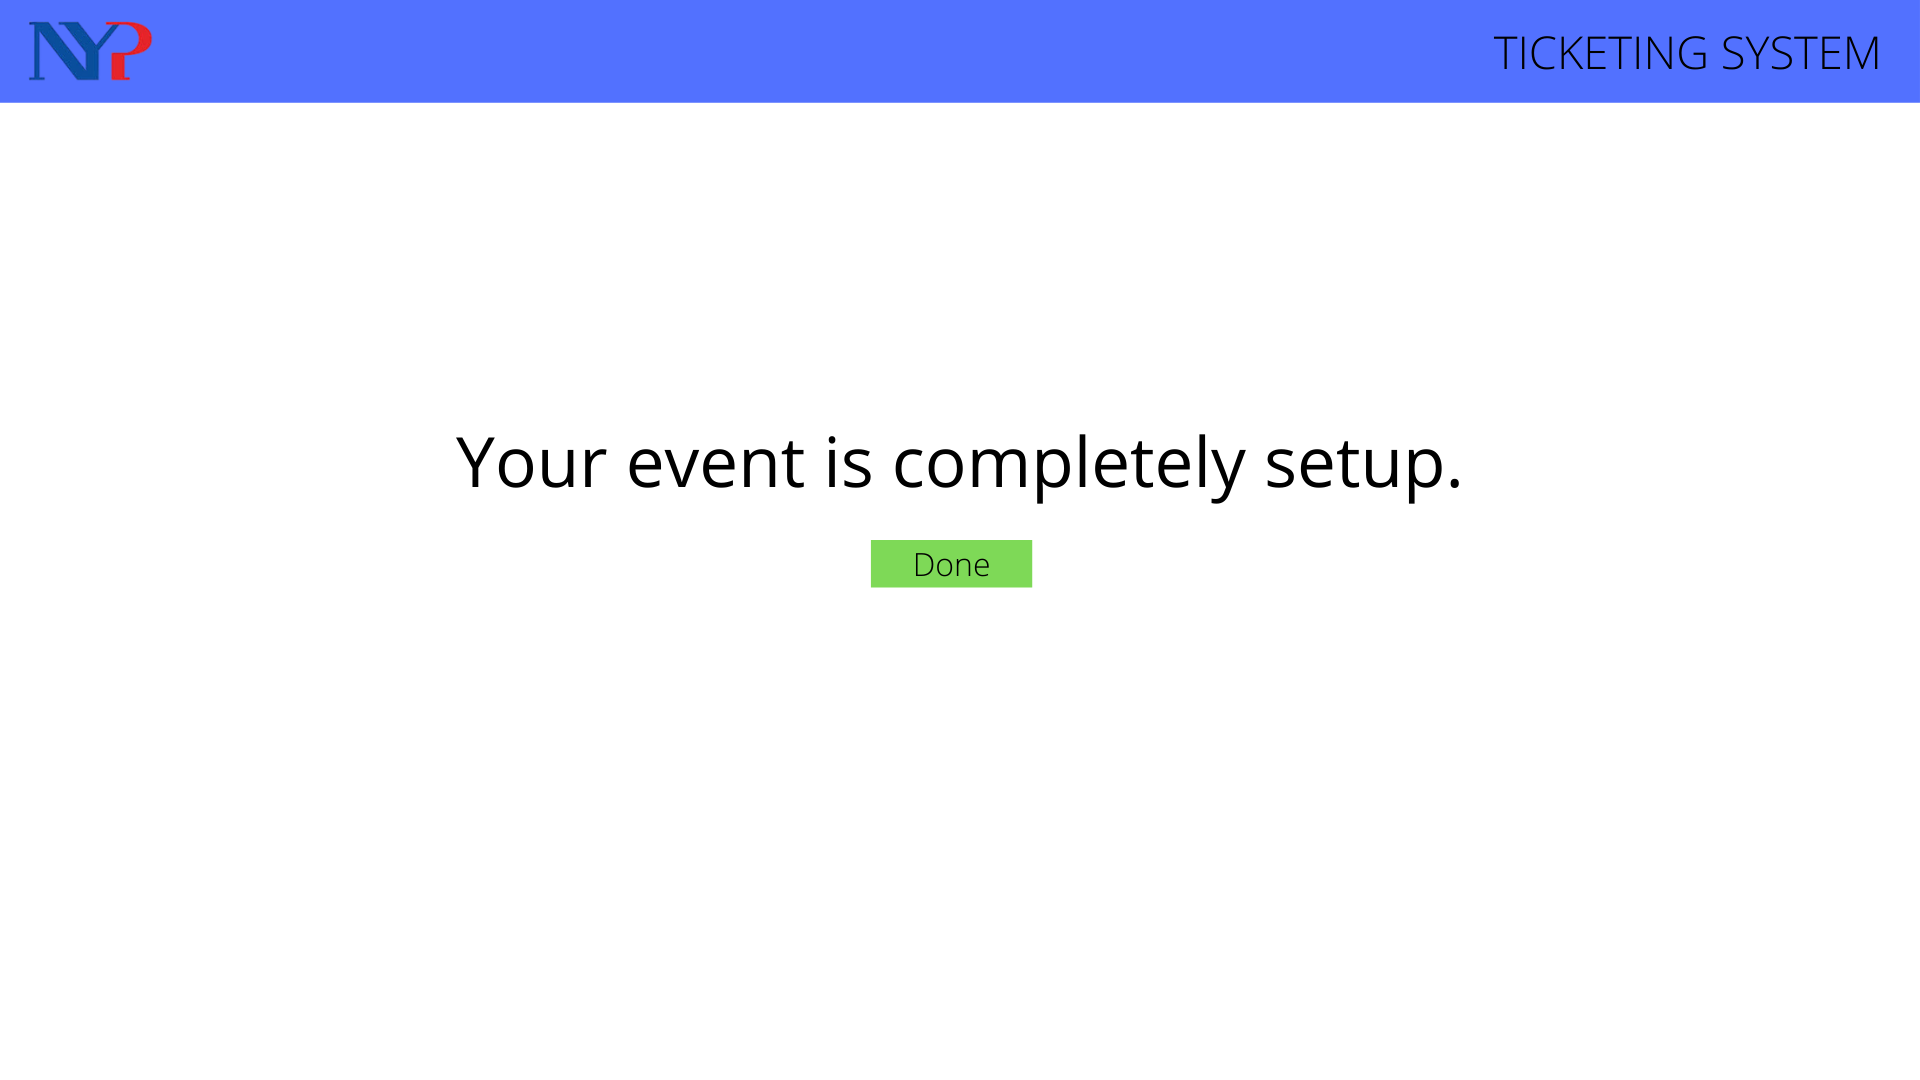 NYP
TICKETING SYSTEM
Your event is completely setup.
Done